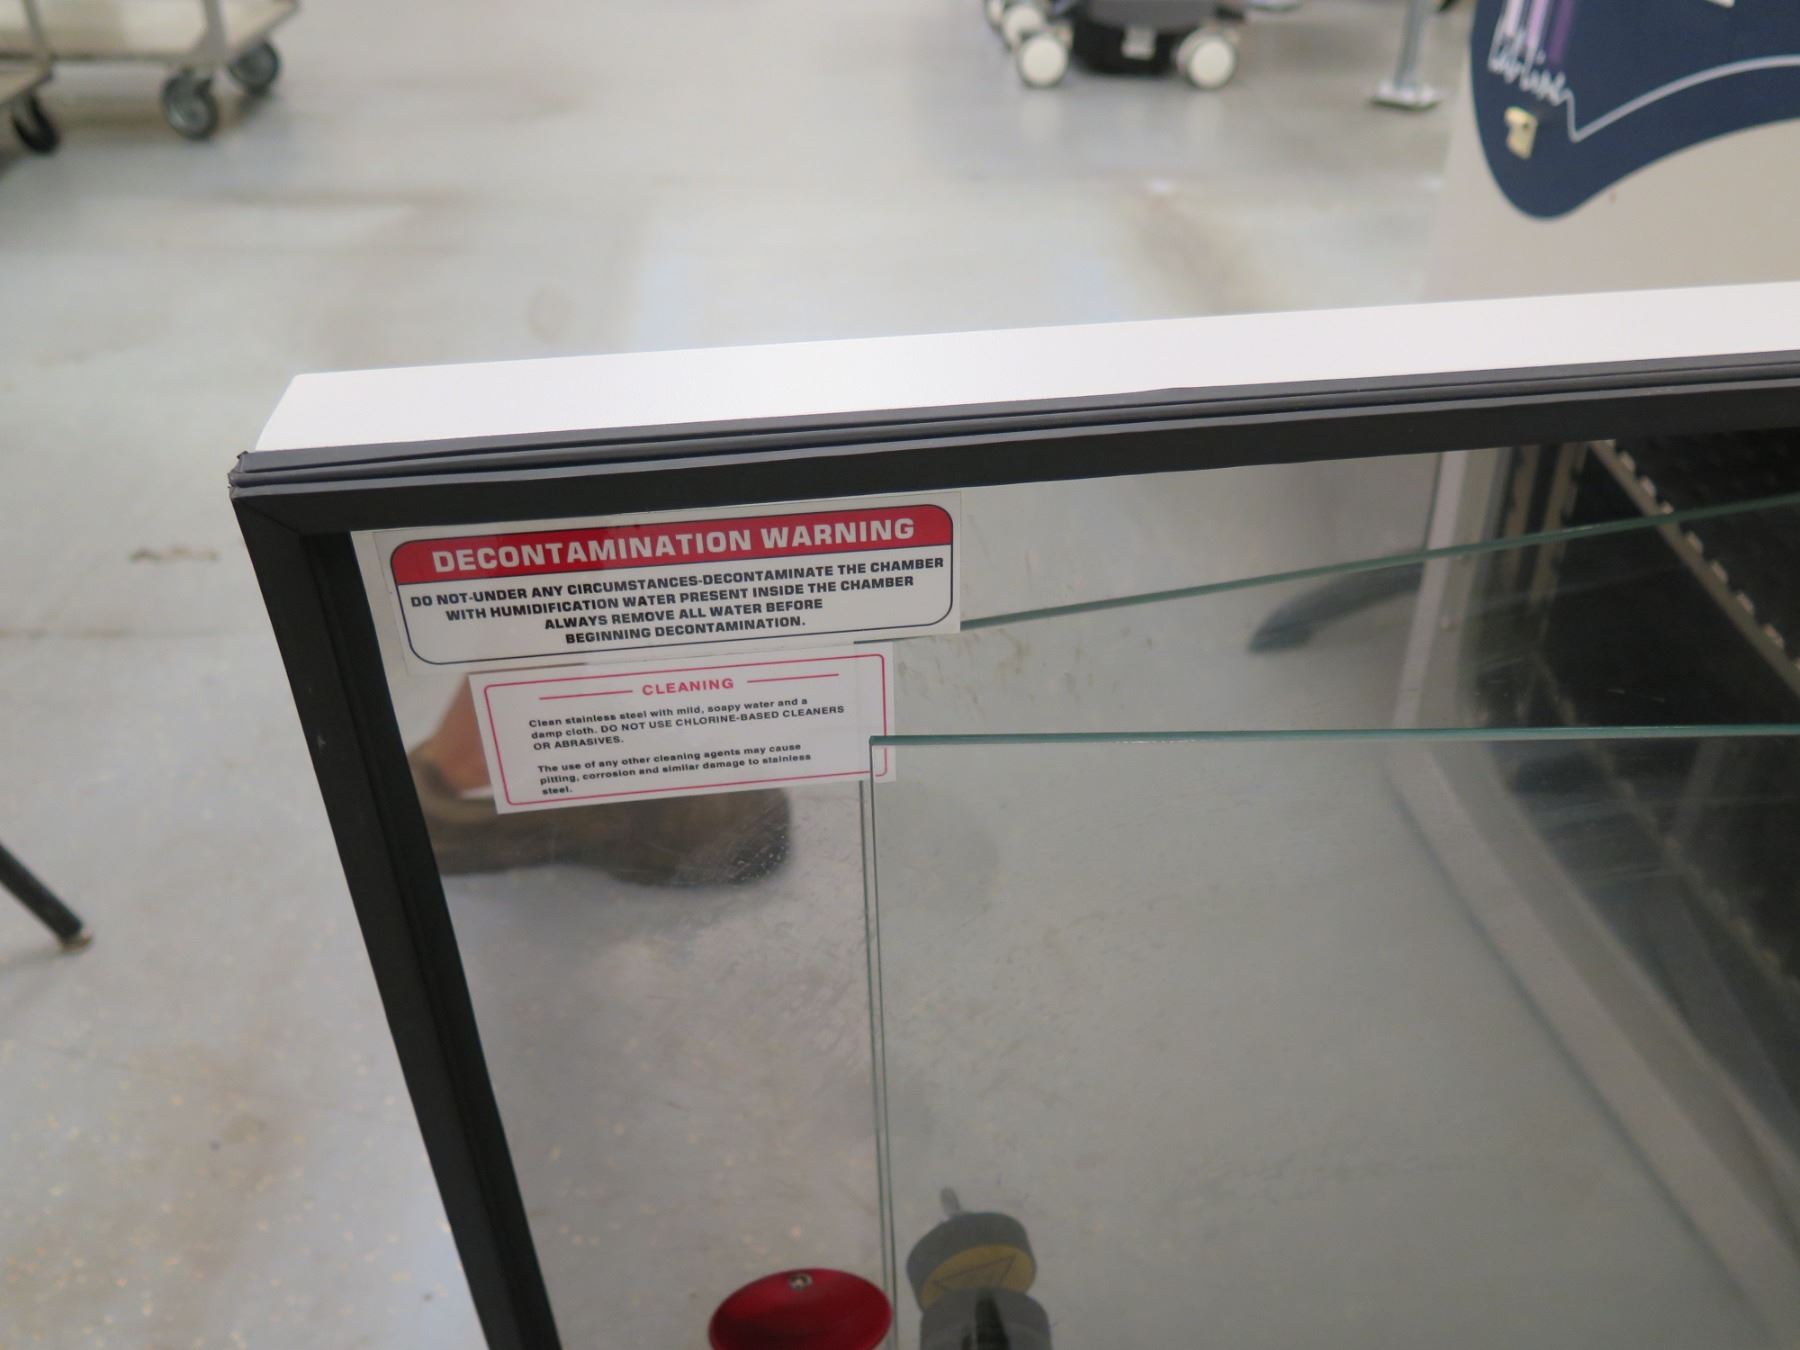 DECONTAMINATION WARNING
DO NOT-UNDER ANY CIRCUMSTANCES-DECONTAMINATE THE CHAMBER
WITH HUMIDIFICATION WATER PRESENT INSIDE THE CHAMBER
ALWAYS REMOVE ALL WATER BEFORE
BEGINNING DECONTAMINATION.
CLEANING
Clean stainless steel with mild, soapy water and a
damp cloth. DO NOT USE CHLORINE-BASED CLEANERS
OR ABRASIVES.
The use of any other cleaning agents may cause
pitting, corrosion and similar damage to stainless
steel.